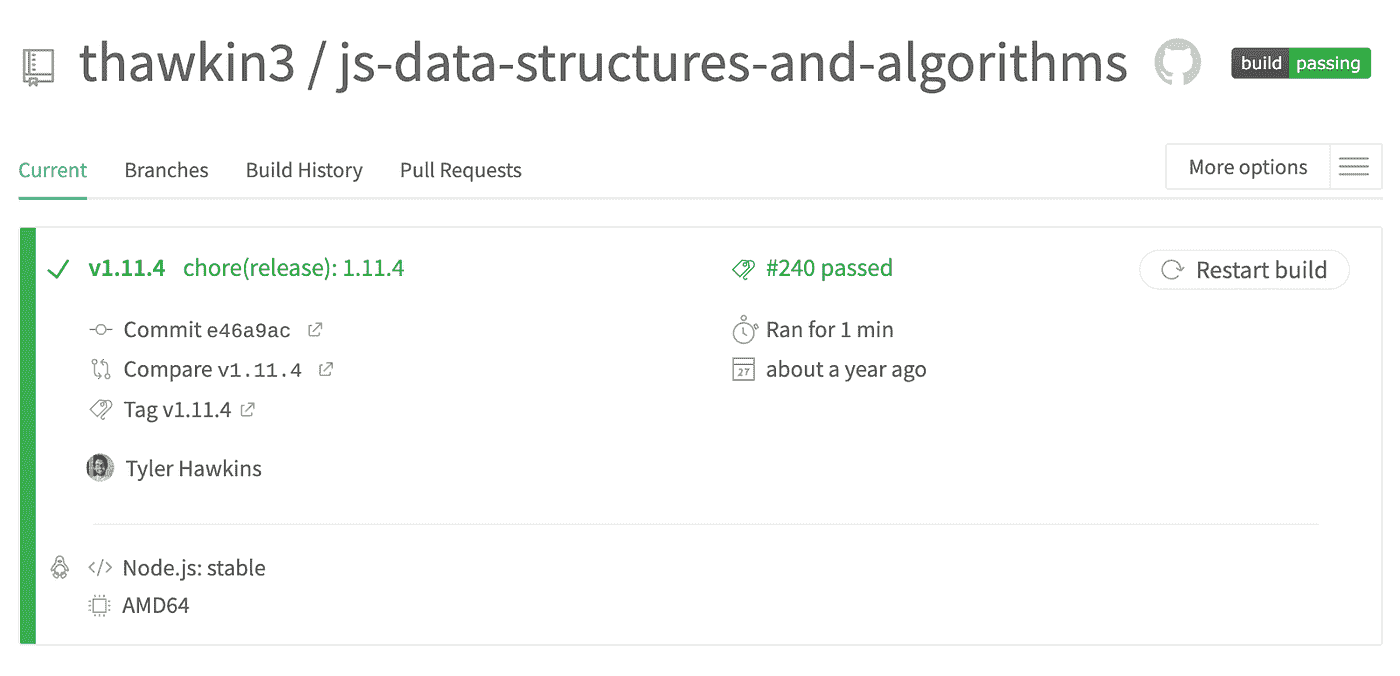 thawkin3 / js-data-structures-and-algorithms build passing
Current Branches Build History Pull Requests More options
v1.11.4 chore(release): 1.11.4 #240 passed Restart build
Commit e46a9ac Ran for 1 min
Compare v1.11.4 27 about a year ago
Tag v1.11.4
Tyler Hawkins
</> Node.js: stable
AMD64